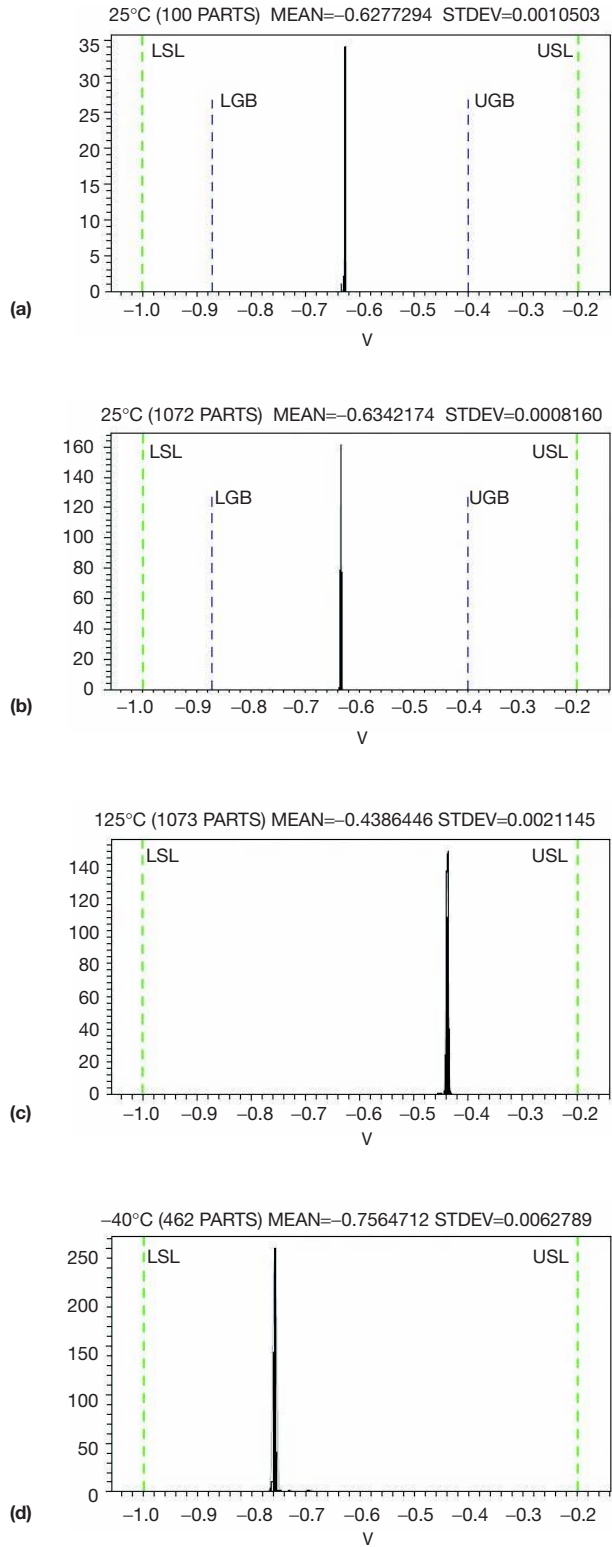 25°C (100 PARTS) MEAN=−0.6277294 STDEV=0.0010503
35
30
25
20
15
10
5
0
LSL
USL
LGB
UGB
−1.0 −0.9 −0.8 −0.7 −0.6 −0.5 −0.4 −0.3 −0.2
(a)
V
25°C (1072 PARTS) MEAN=−0.6342174 STDEV=0.0008160
160
140
120
100
80
60
40
20
0
LSL
USL
LGB
UGB
−1.0 −0.9 −0.8 −0.7 −0.6 −0.5 −0.4 −0.3 −0.2
(b)
V
125°C (1073 PARTS) MEAN=−0.4386446 STDEV=0.0021145
140
120
100
80
60
40
20
0
LSL
USL
−1.0 −0.9 −0.8 −0.7 −0.6 −0.5 −0.4 −0.3 −0.2
(c)
V
−40°C (462 PARTS) MEAN=−0.7564712 STDEV=0.0062789
250
200
150
100
50
0
LSL
USL
−1.0 −0.9 −0.8 −0.7 −0.6 −0.5 −0.4 −0.3 −0.2
(d)
V